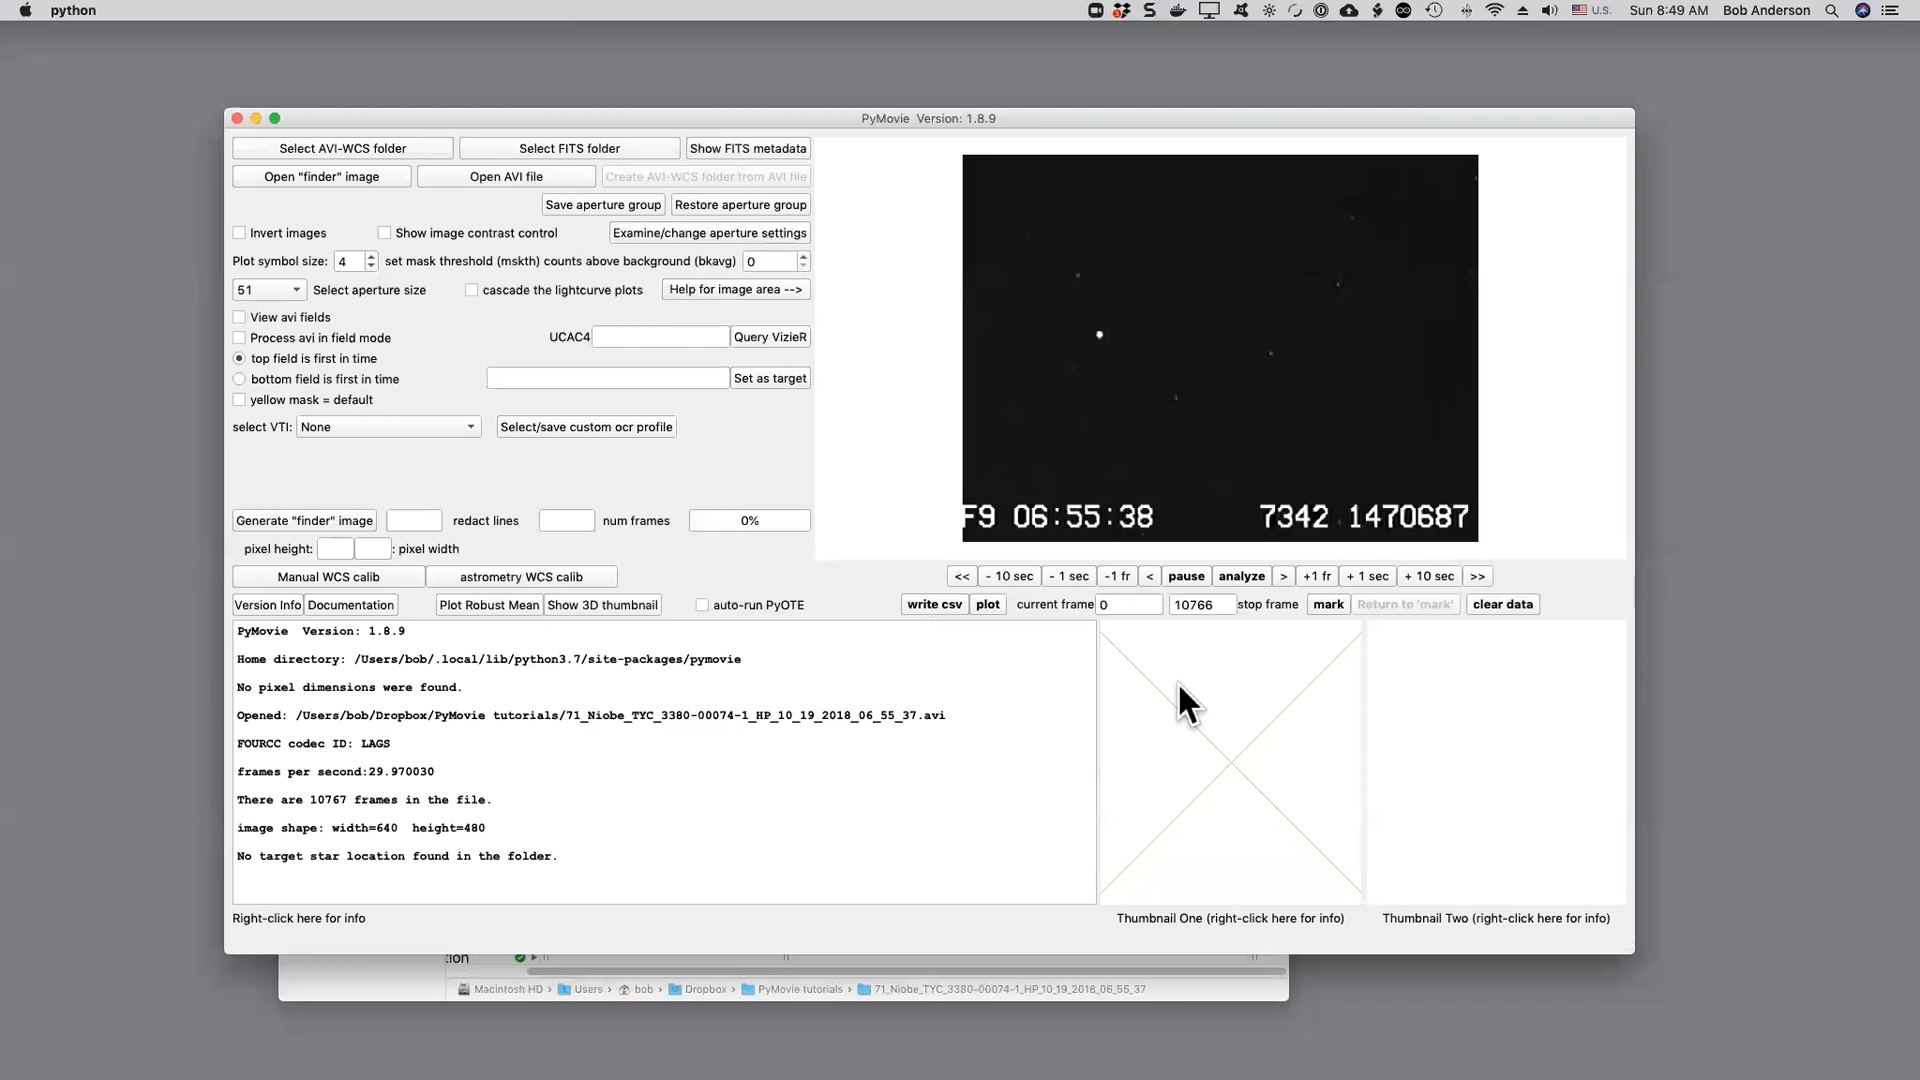 python
U.S.
Sun 8:49 AM
Bob Anderson
PyMovie Version: 1.8.9
Select AVI-WCS folder
Select FITS folder
Show FITS metadata
Open "finder" image
Open AVI file
Create AVI-WCS folder from AVI file
Save aperture group
Restore aperture group
Invert images
Show image contrast control
Examine/change aperture settings
Plot symbol size: 4
set mask threshold (mskth) counts above background (bkavg) 0
51
Select aperture size
cascade the lightcurve plots
Help for image area -->
View avi fields
Process avi in field mode
UCAC4
Query VizieR
top field is first in time
bottom field is first in time
Set as target
yellow mask = default
select VTI: None
Select/save custom ocr profile
F9 06:55:38 7342 1470687
Generate "finder" image
redact lines
num frames
0%
pixel height:
: pixel width
Manual WCS calib
astrometry WCS calib
<< - 10 sec - 1 sec -1 fr < pause analyze > +1 fr + 1 sec + 10 sec >>
Version Info
Documentation
Plot Robust Mean
Show 3D thumbnail
auto-run PyOTE
write csv
plot
current frame 0
10766 stop frame
mark
Return to 'mark'
clear data
PyMovie Version: 1.8.9
Home directory: /Users/bob/.local/lib/python3.7/site-packages/pymovie
No pixel dimensions were found.
Opened: /Users/bob/Dropbox/PyMovie tutorials/71_Niobe_TYC_3380-00074-1_HP_10_19_2018_06_55_37.avi
FOURCC codec ID: LAGS
frames per second:29.970030
There are 10767 frames in the file.
image shape: width=640 height=480
No target star location found in the folder.
Right-click here for info
Thumbnail One (right-click here for info)
Thumbnail Two (right-click here for info)
tion
Macintosh HD › Users › bob › Dropbox › PyMovie tutorials › 71_Niobe_TYC_3380-00074-1_HP_10_19_2018_06_55_37